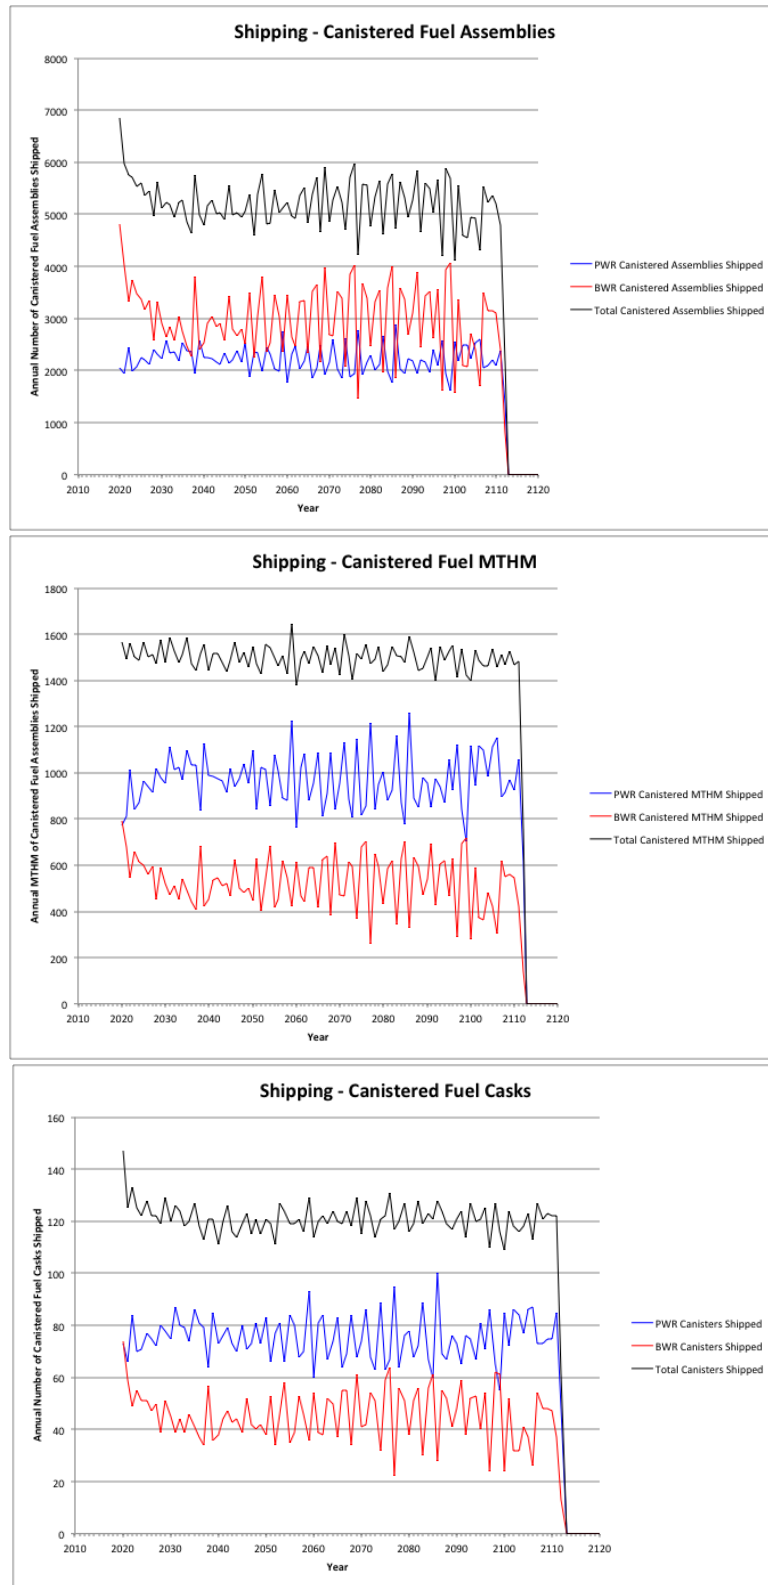 Shipping - Canistered Fuel Assemblies
Annual Number of Canistered Fuel Assemblies Shipped
8000
7000
6000
5000
4000
3000
2000
1000
0
2010 2020 2030 2040 2050 2060 2070 2080 2090 2100 2110 2120
Year
PWR Canistered Assemblies Shipped
BWR Canistered Assemblies Shipped
Total Canistered Assemblies Shipped
Shipping - Canistered Fuel MTHM
Annual MTHM of Canistered Fuel Assemblies Shipped
1800
1600
1400
1200
1000
800
600
400
200
0
2010 2020 2030 2040 2050 2060 2070 2080 2090 2100 2110 2120
Year
PWR Canistered MTHM Shipped
BWR Canistered MTHM Shipped
Total Canistered MTHM Shipped
Shipping - Canistered Fuel Casks
Annual Number of Canistered Fuel Casks Shipped
160
140
120
100
80
60
40
20
0
2010 2020 2030 2040 2050 2060 2070 2080 2090 2100 2110 2120
Year
PWR Canisters Shipped
BWR Canisters Shipped
Total Canisters Shipped